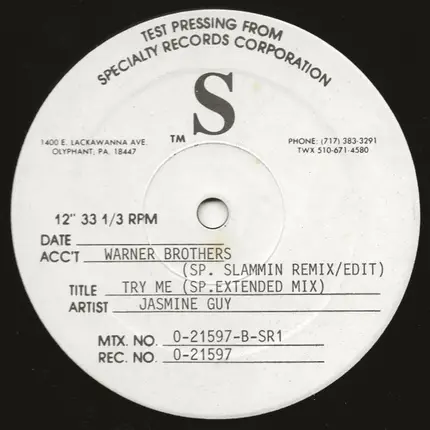 TEST PRESSING FROM
SPECIALTY RECORDS CORPORATION
S
TM
1400 E. LACKAWANNA AVE.
OLYPHANT, PA. 18447
PHONE: (717) 383-3291
TWX 510-671-4580
12" 33 1/3 RPM
DATE
ACC'T WARNER BROTHERS
(SP. SLAMMIN REMIX/EDIT)
TITLE TRY ME (SP.EXTENDED MIX)
ARTIST JASMINE GUY
MTX. NO. 0-21597-B-SR1
REC. NO. 0-21597